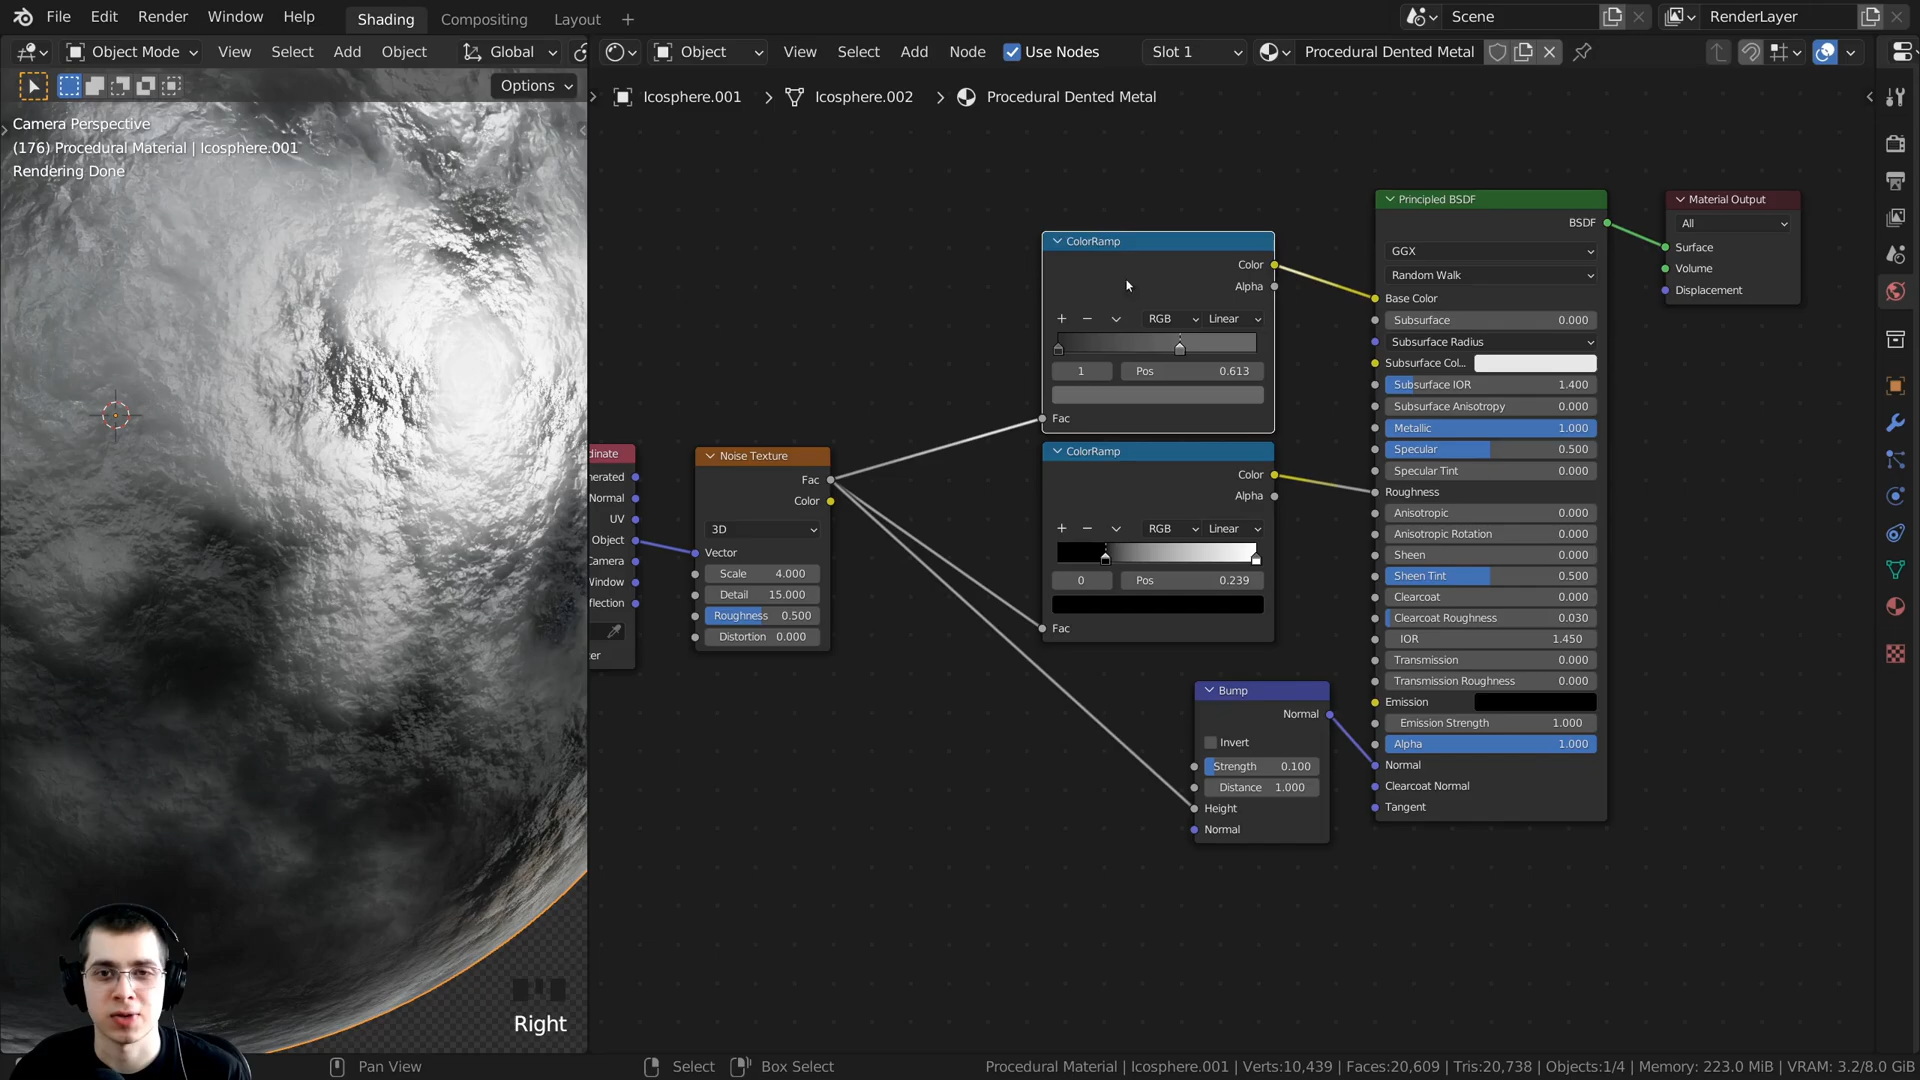 File Edit Render Window Help Shading Compositing Layout + Scene RenderLayer
Object Mode View Select Add Object Global Object View Select Add Node Use Nodes Slot 1 Procedural Dented Metal
Options
Icosphere.001 > Icosphere.002 > Procedural Dented Metal
Camera Perspective
(176) Procedural Material | Icosphere.001
Rendering Done
dinate
nerated
Normal
UV
Object
Camera
Window
flection
ter
Noise Texture
Fac
Color
3D
Vector
Scale 4.000
Detail 15.000
Roughness 0.500
Distortion 0.000
ColorRamp
Color
Alpha
+ − RGB Linear
1 Pos 0.613
Fac
ColorRamp
Color
Alpha
+ − RGB Linear
0 Pos 0.239
Fac
Bump
Normal
Invert
Strength 0.100
Distance 1.000
Height
Normal
Principled BSDF
BSDF
GGX
Random Walk
Base Color
Subsurface 0.000
Subsurface Radius
Subsurface Col...
Subsurface IOR 1.400
Subsurface Anisotropy 0.000
Metallic 1.000
Specular 0.500
Specular Tint 0.000
Roughness
Anisotropic 0.000
Anisotropic Rotation 0.000
Sheen 0.000
Sheen Tint 0.500
Clearcoat 0.000
Clearcoat Roughness 0.030
IOR 1.450
Transmission 0.000
Transmission Roughness 0.000
Emission
Emission Strength 1.000
Alpha 1.000
Normal
Clearcoat Normal
Tangent
Material Output
All
Surface
Volume
Displacement
Right
Pan View Select Box Select Procedural Material | Icosphere.001 | Verts:10,439 | Faces:20,609 | Tris:20,738 | Objects:1/4 | Memory: 223.0 MiB | VRAM: 3.2/8.0 GiB